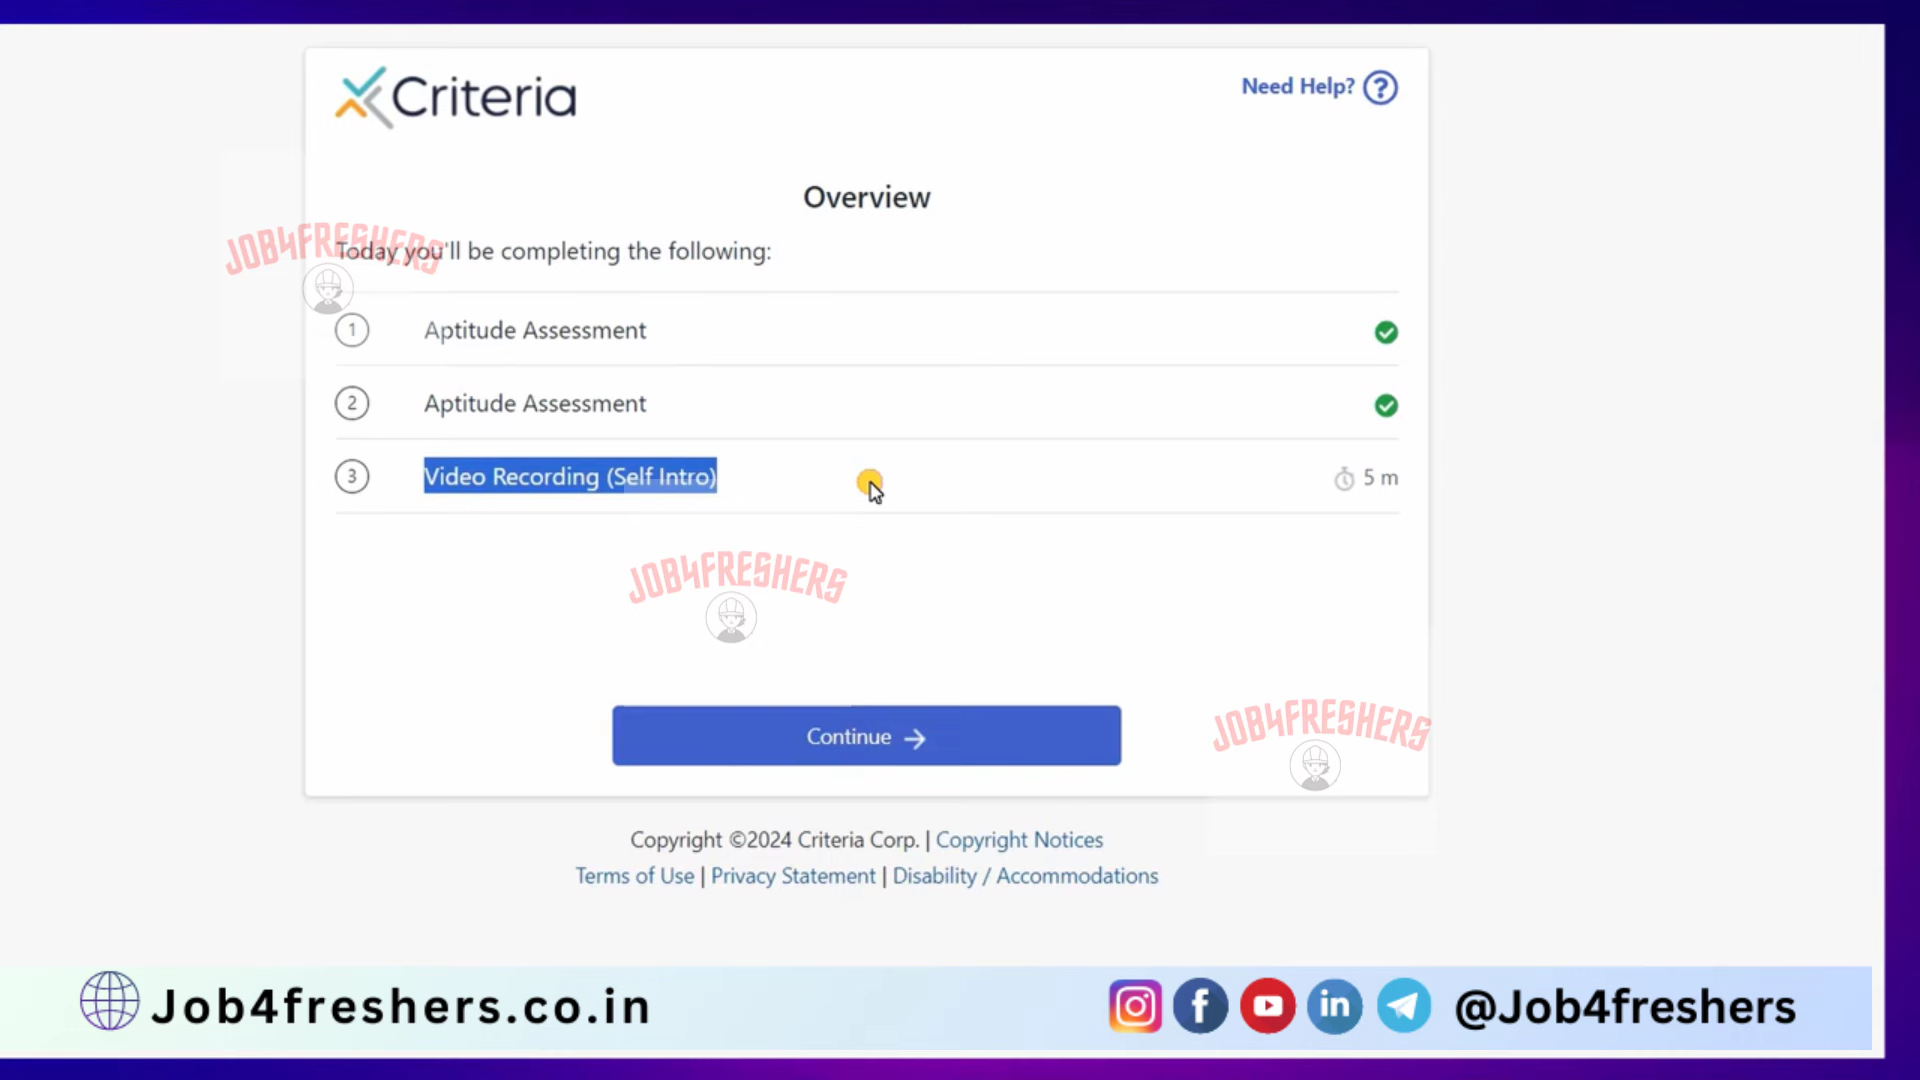 Criteria
Need Help? ?
Overview
JOB4FRESHERS
Today you'll be completing the following:
1 Aptitude Assessment
2 Aptitude Assessment
3 Video Recording (Self Intro) 5 m
JOB4FRESHERS
JOB4FRESHERS
Continue →
Copyright ©2024 Criteria Corp. | Copyright Notices
Terms of Use | Privacy Statement | Disability / Accommodations
Job4freshers.co.in
f in @Job4freshers